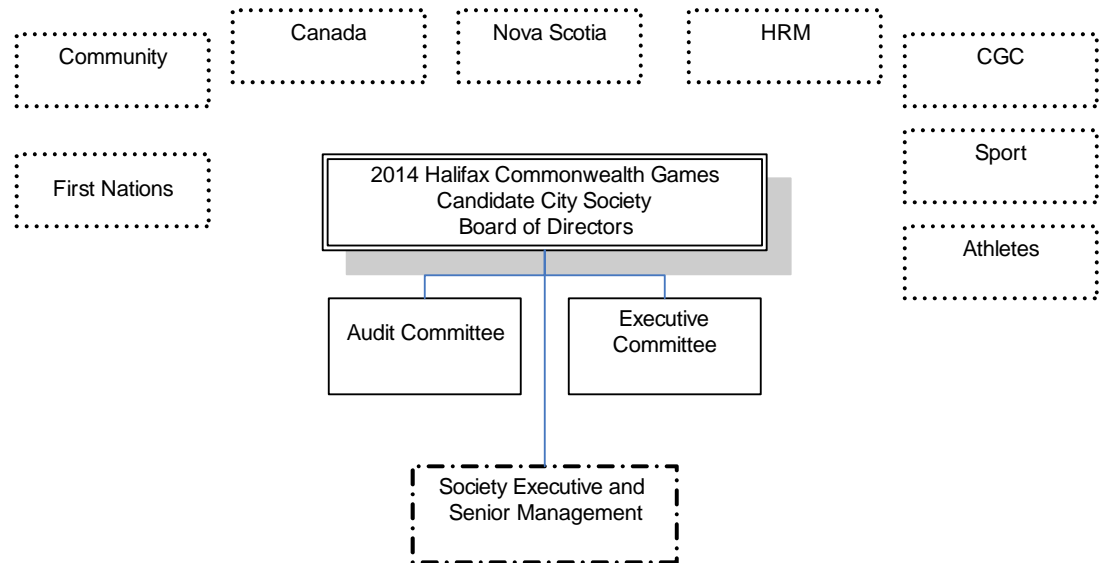 Community
Canada
Nova Scotia
HRM
CGC
First Nations
Sport
Athletes
2014 Halifax Commonwealth Games
Candidate City Society
Board of Directors
Audit Committee
Executive
Committee
Society Executive and
Senior Management